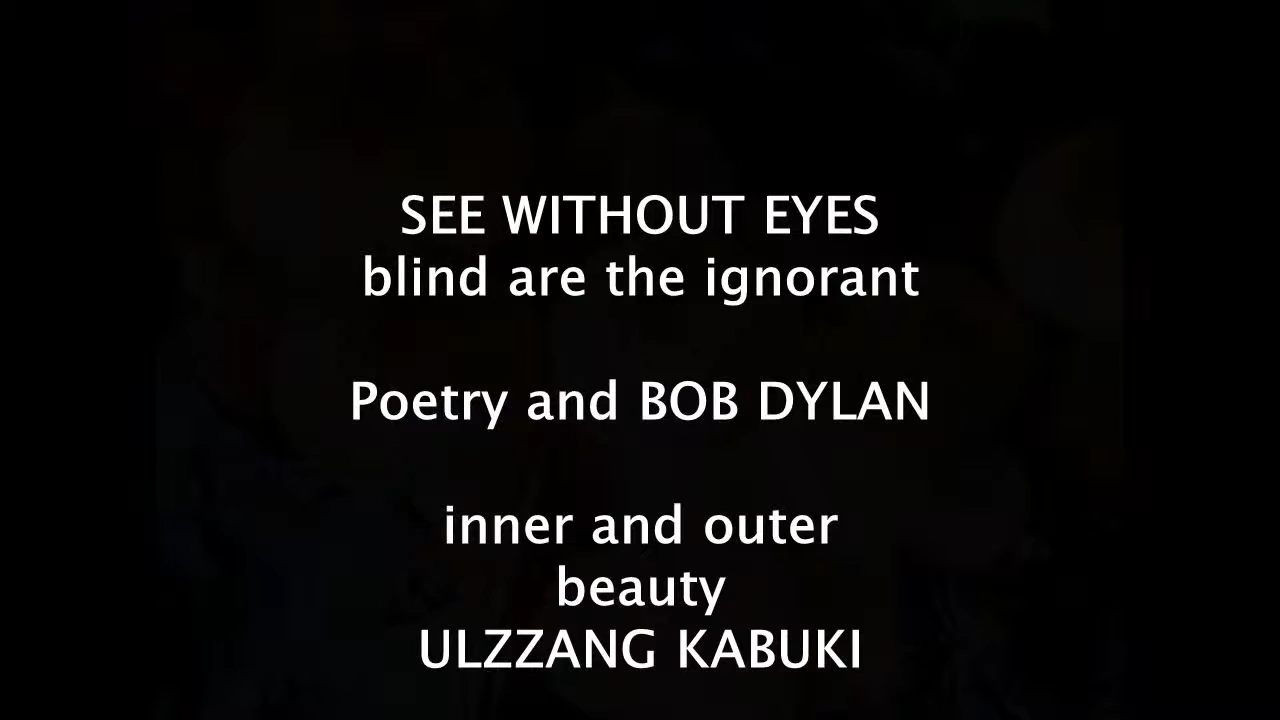 SEE WITHOUT EYES
blind are the ignorant
Poetry and BOB DYLAN
inner and outer
beauty
ULZZANG KABUKI